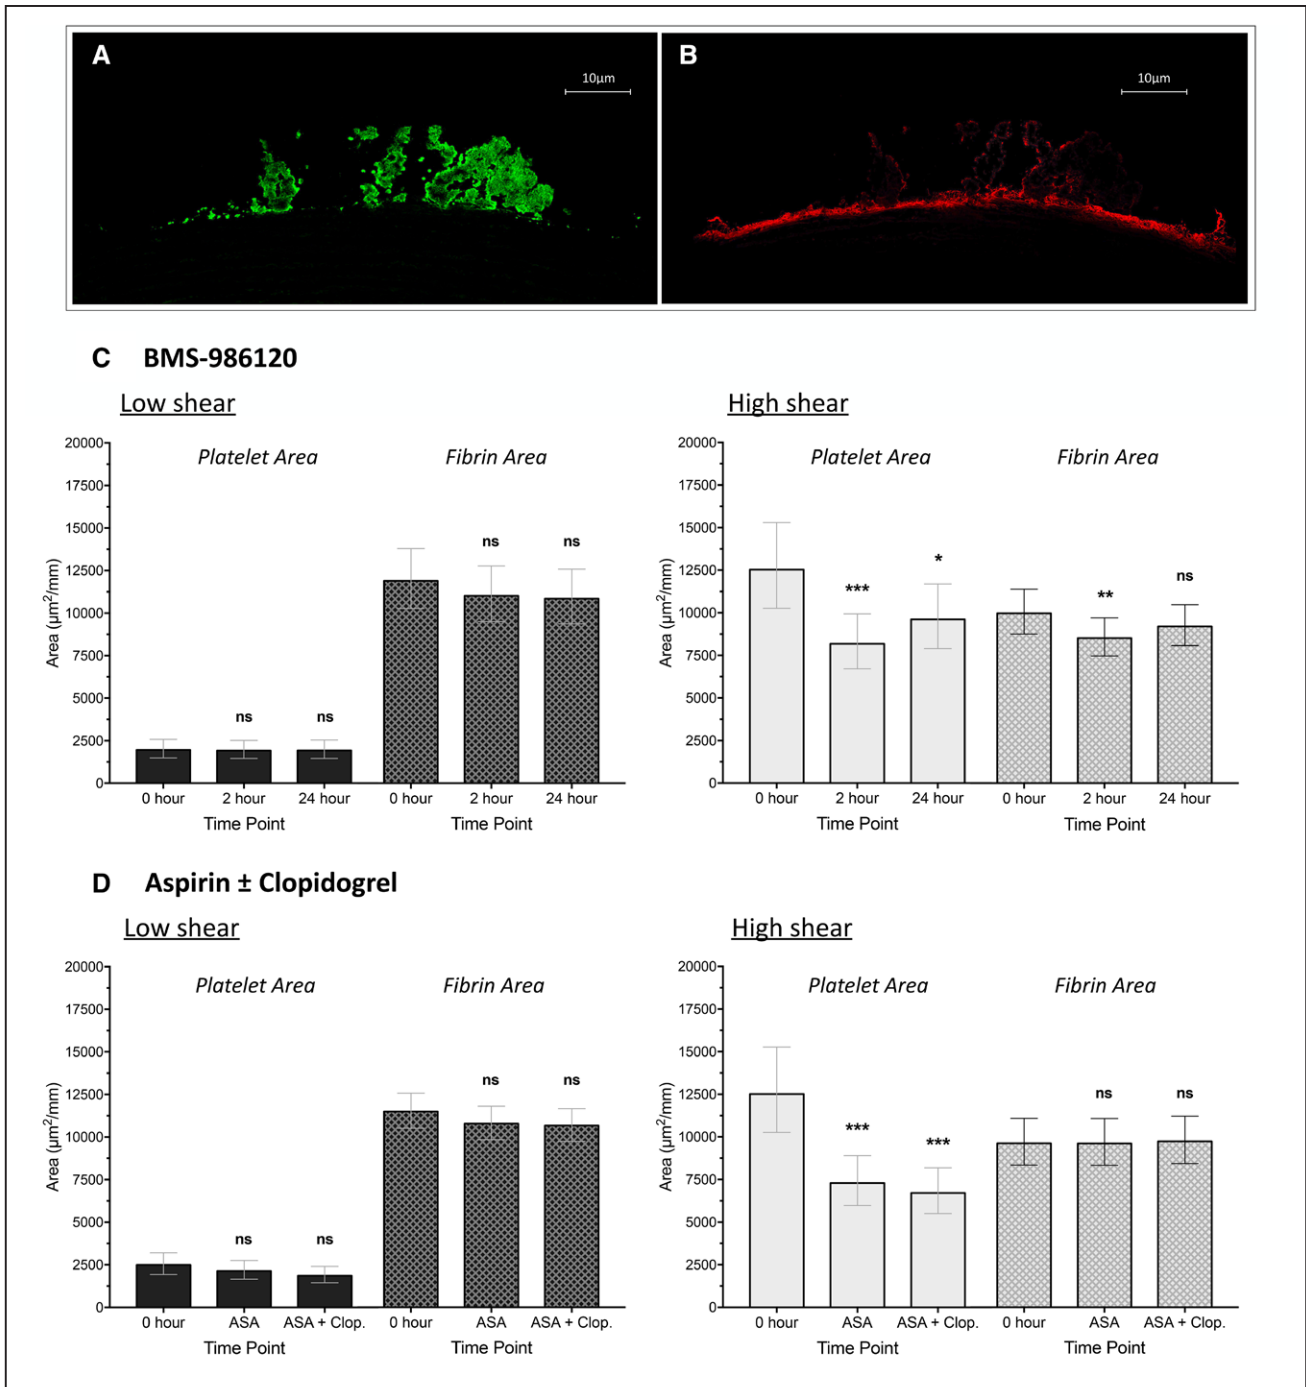 A
10µm
B
10µm
C BMS-986120
Low shear
High shear
Platelet Area
Fibrin Area
Area (µm²/mm)
20000
17500
15000
12500
10000
7500
5000
2500
0
ns
ns
ns
ns
0 hour
2 hour
24 hour
0 hour
2 hour
24 hour
Time Point
Time Point
Platelet Area
Fibrin Area
Area (µm²/mm)
20000
17500
15000
12500
10000
7500
5000
2500
0
***
*
**
ns
0 hour
2 hour
24 hour
0 hour
2 hour
24 hour
Time Point
Time Point
D Aspirin ± Clopidogrel
Low shear
High shear
Platelet Area
Fibrin Area
Area (µm²/mm)
20000
17500
15000
12500
10000
7500
5000
2500
0
ns
ns
ns
ns
0 hour
ASA
ASA + Clop.
0 hour
ASA
ASA + Clop.
Time Point
Time Point
Platelet Area
Fibrin Area
Area (µm²/mm)
20000
17500
15000
12500
10000
7500
5000
2500
0
***
***
ns
ns
0 hour
ASA
ASA + Clop.
0 hour
ASA
ASA + Clop.
Time Point
Time Point